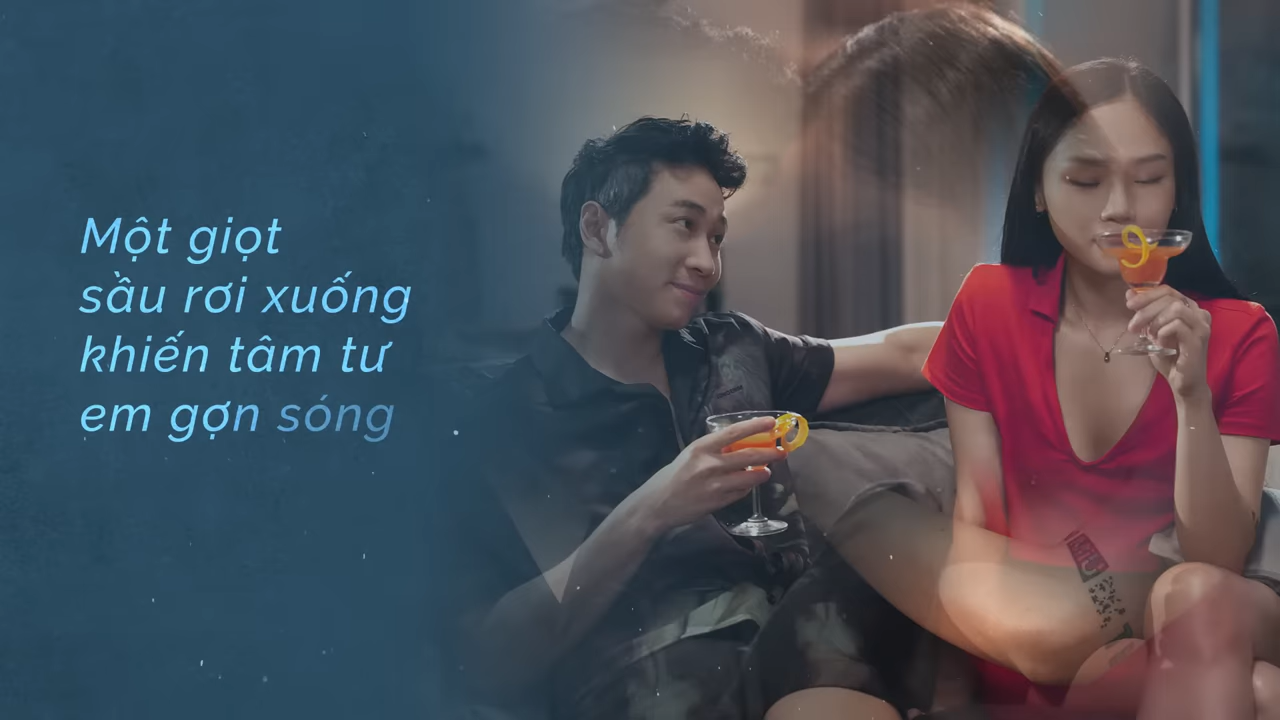 Một giọt
sầu rơi xuống
khiến tâm tư
em gợn sóng